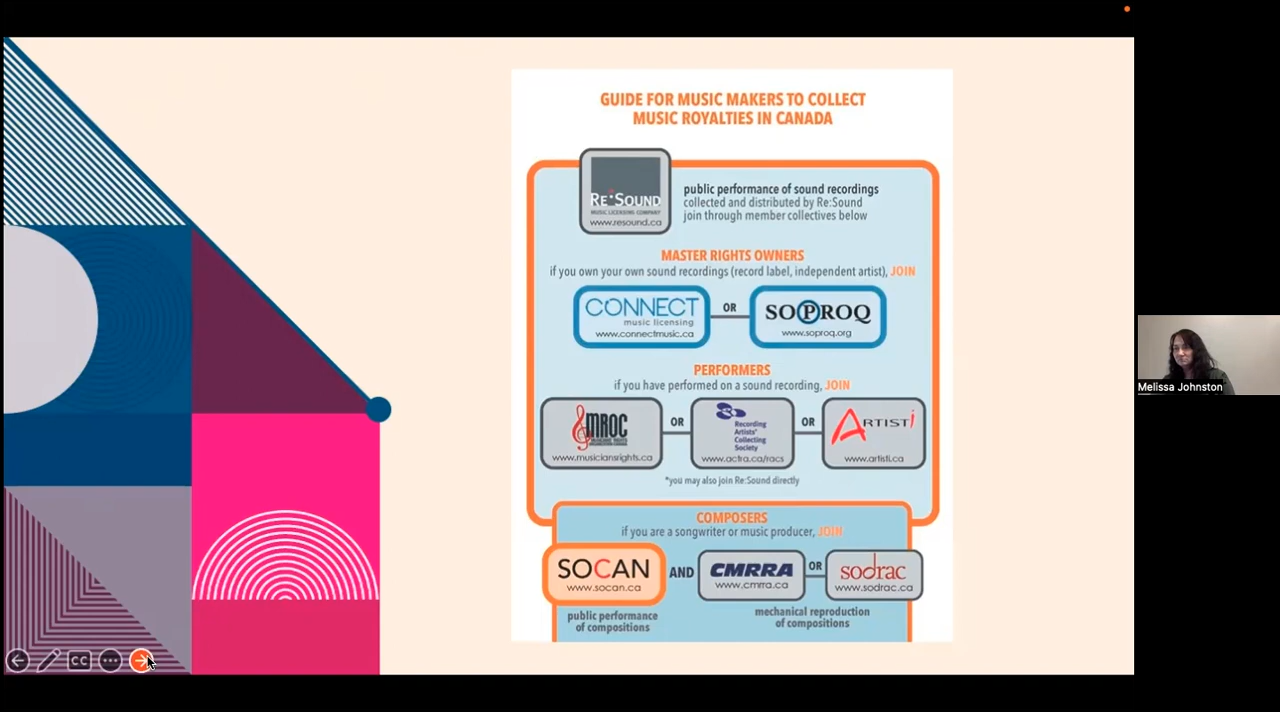 GUIDE FOR MUSIC MAKERS TO COLLECT
MUSIC ROYALTIES IN CANADA
RE:SOUND
MUSIC LICENSING COMPANY
www.resound.ca
public performance of sound recordings
collected and distributed by Re:Sound
join through member collectives below
MASTER RIGHTS OWNERS
if you own your own sound recordings (record label, independent artist), JOIN
CONNECT
music licensing
www.connectmusic.ca
OR
SOPROQ
www.soproq.org
PERFORMERS
if you have performed on a sound recording, JOIN
MROC
www.musiciansrights.ca
OR
Recording
Artists'
Collecting
Society
www.actra.ca/racs
OR
ARTISTI
www.artisti.ca
*you may also join Re:Sound directly
COMPOSERS
if you are a songwriter or music producer, JOIN
SOCAN
www.socan.ca
AND
CMRRA
www.cmrra.ca
OR
sodrac
www.sodrac.ca
public performance
of compositions
mechanical reproduction
of compositions
Melissa Johnston
CC